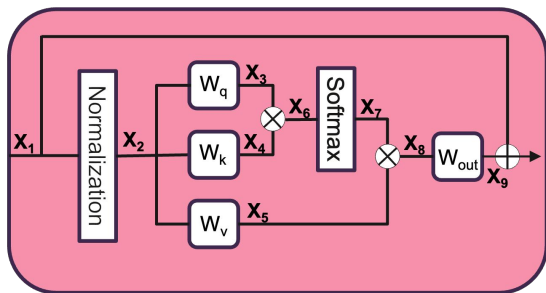 X1
Normalization
X2
Wq
X3
Wk
X4
Wv
X5
X6
Softmax
X7
X8
Wout
X9